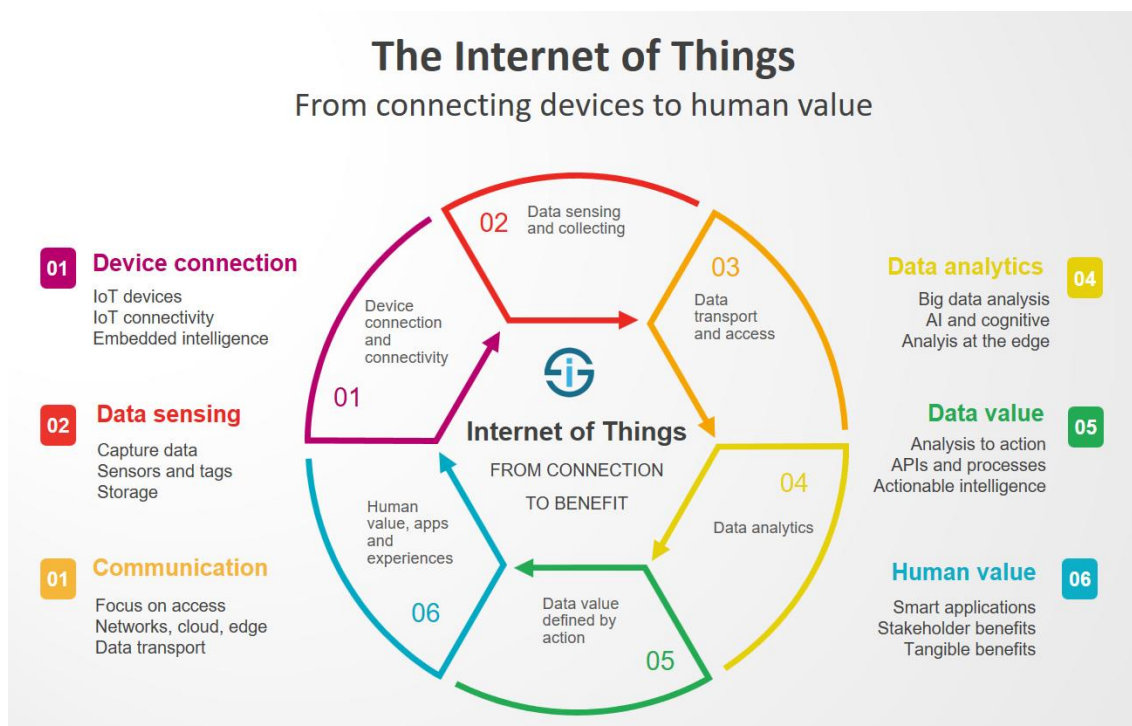 The Internet of Things
From connecting devices to human value
01 Device connection
IoT devices
IoT connectivity
Embedded intelligence
02 Data sensing
Capture data
Sensors and tags
Storage
01 Communication
Focus on access
Networks, cloud, edge
Data transport
01
Device
connection
and
connectivity
02
Data sensing
and collecting
03
Data
transport
and access
04
Data analytics
05
Data value
defined by
action
06
Human
value, apps
and
experiences
i
Internet of Things
FROM CONNECTION
TO BENEFIT
Data analytics 04
Big data analysis
AI and cognitive
Analyis at the edge
Data value 05
Analysis to action
APIs and processes
Actionable intelligence
Human value 06
Smart applications
Stakeholder benefits
Tangible benefits